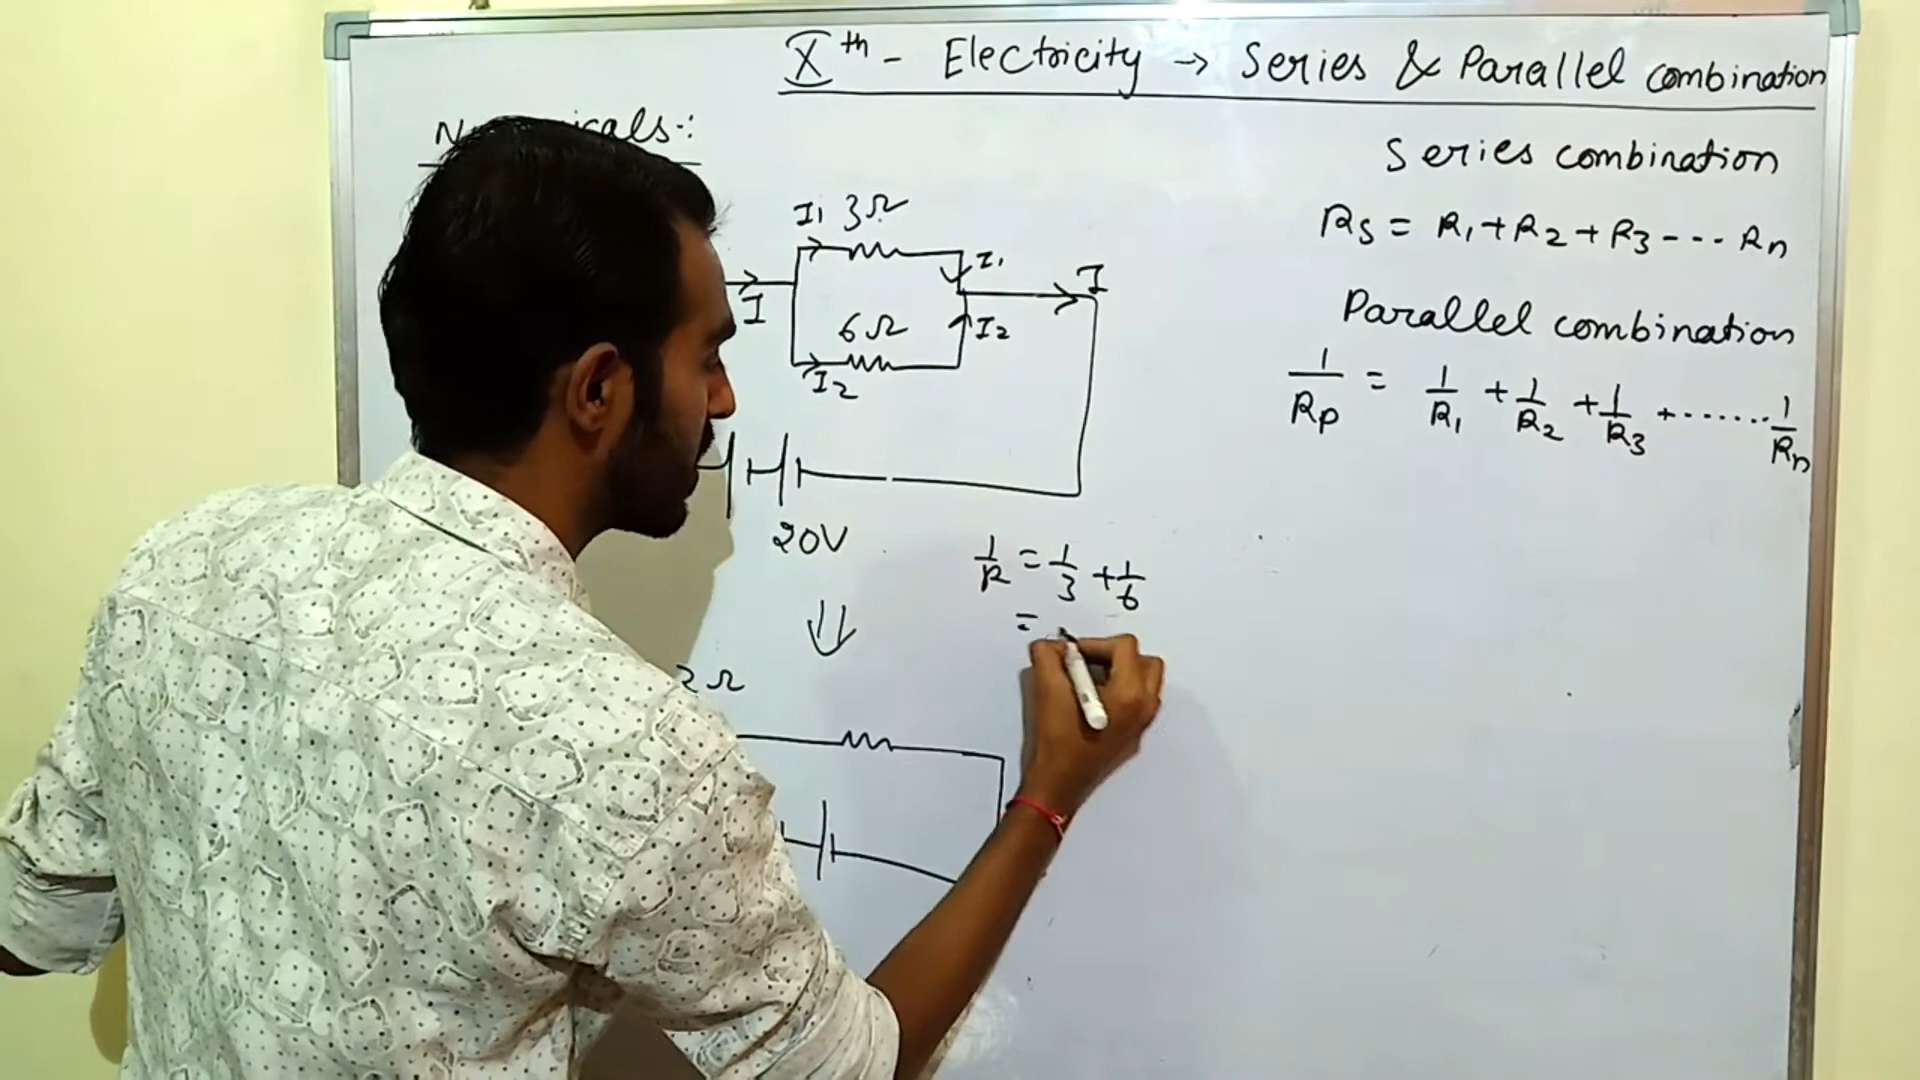 Xth - Electricity → Series & Parallel combination
Series combination
Rs = R1 + R2 + R3 --- Rn
Parallel combination
1/Rp = 1/R1 + 1/R2 + 1/R3 + ....... 1/Rn
I1 3Ω
I1
I
I
6Ω
I2
I2
20V
1/R = 1/3 + 1/6
=
2Ω